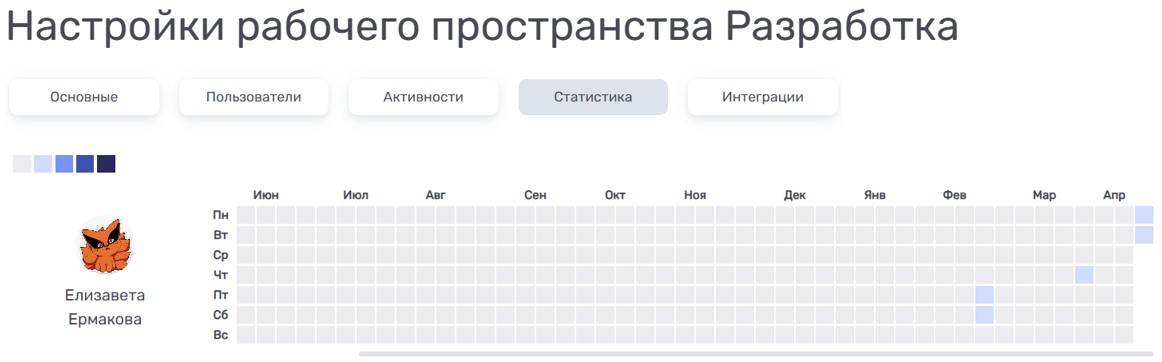 Настройки рабочего пространства Разработка
Основные Пользователи Активности Статистика Интеграции
Июн Июл Авг Сен Окт Ноя Дек Янв Фев Мар Апр
Пн
Вт
Ср
Чт
Пт
Сб
Вс
Елизавета
Ермакова